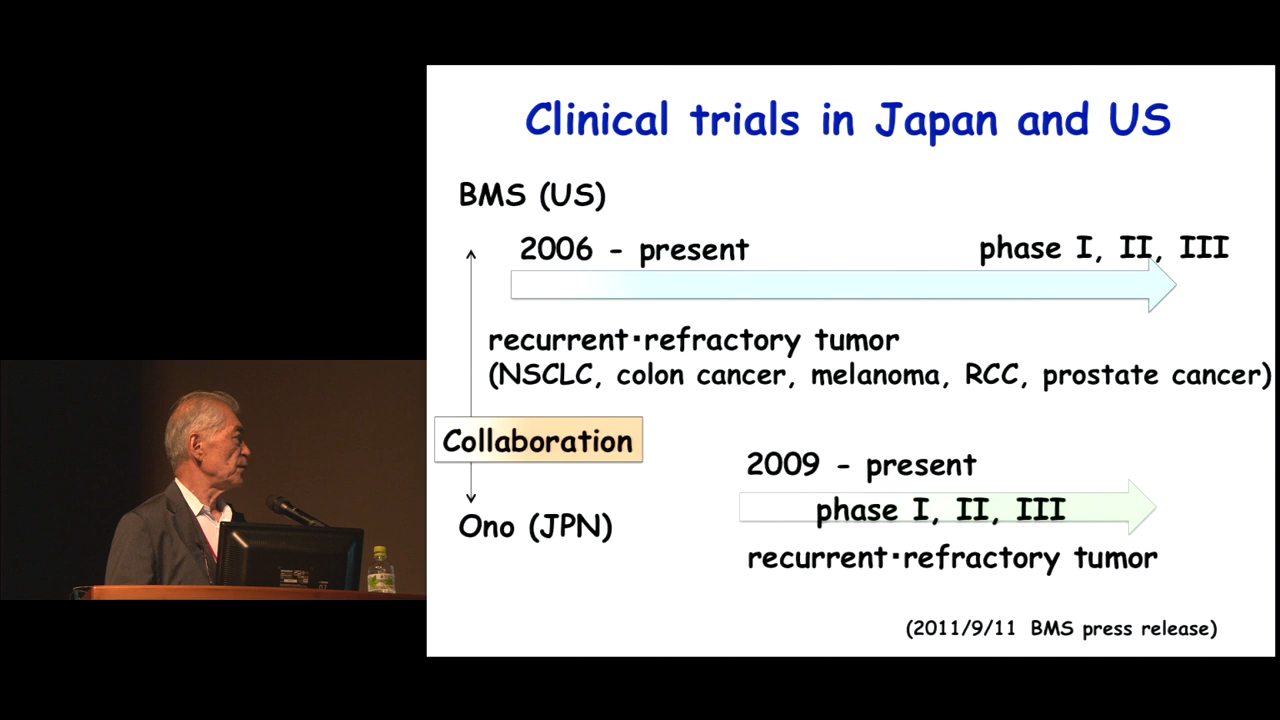 Clinical trials in Japan and US
BMS (US)
2006 - present
phase I, II, III
recurrent・refractory tumor
(NSCLC, colon cancer, melanoma, RCC, prostate cancer)
Collaboration
2009 - present
phase I, II, III
Ono (JPN)
recurrent・refractory tumor
(2011/9/11 BMS press release)